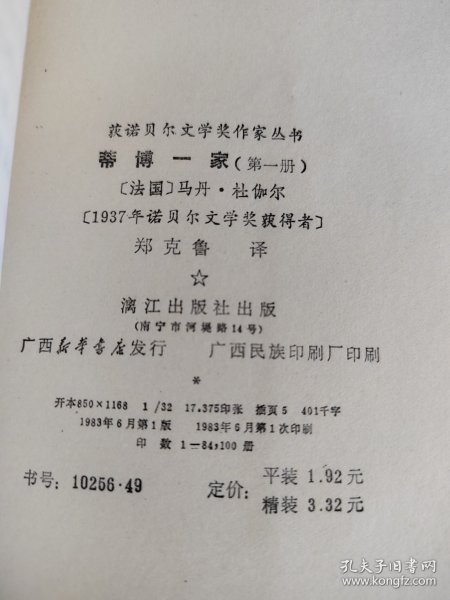 获诺贝尔文学奖作家丛书
蒂博一家(第一册)
〔法国〕马丹·杜伽尔
〔1937年诺贝尔文学奖获得者〕
郑克鲁 译
☆
漓江出版社出版
(南宁市河堤路14号)
广西新华书店发行 广西民族印刷厂印刷
*
开本850×1168 1/32 17.375印张 插页5 401千字
1983年6月第1版 1983年6月第1次印刷
印数 1—84,100册
书号:10256·49 定价:平装 1.92元
精装 3.32元
孔夫子旧书网
www.kongfz.com